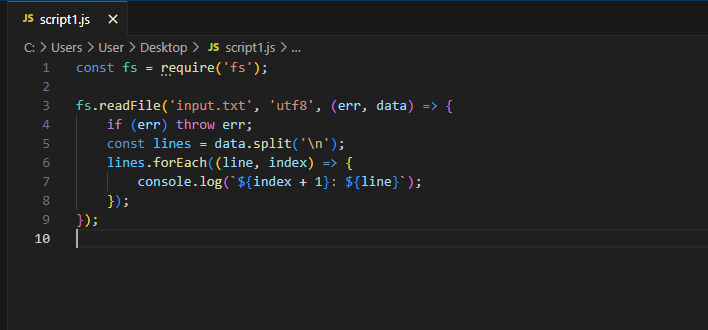 JS script1.js ×
C: > Users > User > Desktop > JS script1.js > ...
1 const fs = require('fs');
2
3 fs.readFile('input.txt', 'utf8', (err, data) => {
4     if (err) throw err;
5     const lines = data.split('\n');
6     lines.forEach((line, index) => {
7         console.log(`${index + 1}: ${line}`);
8     });
9 });
10